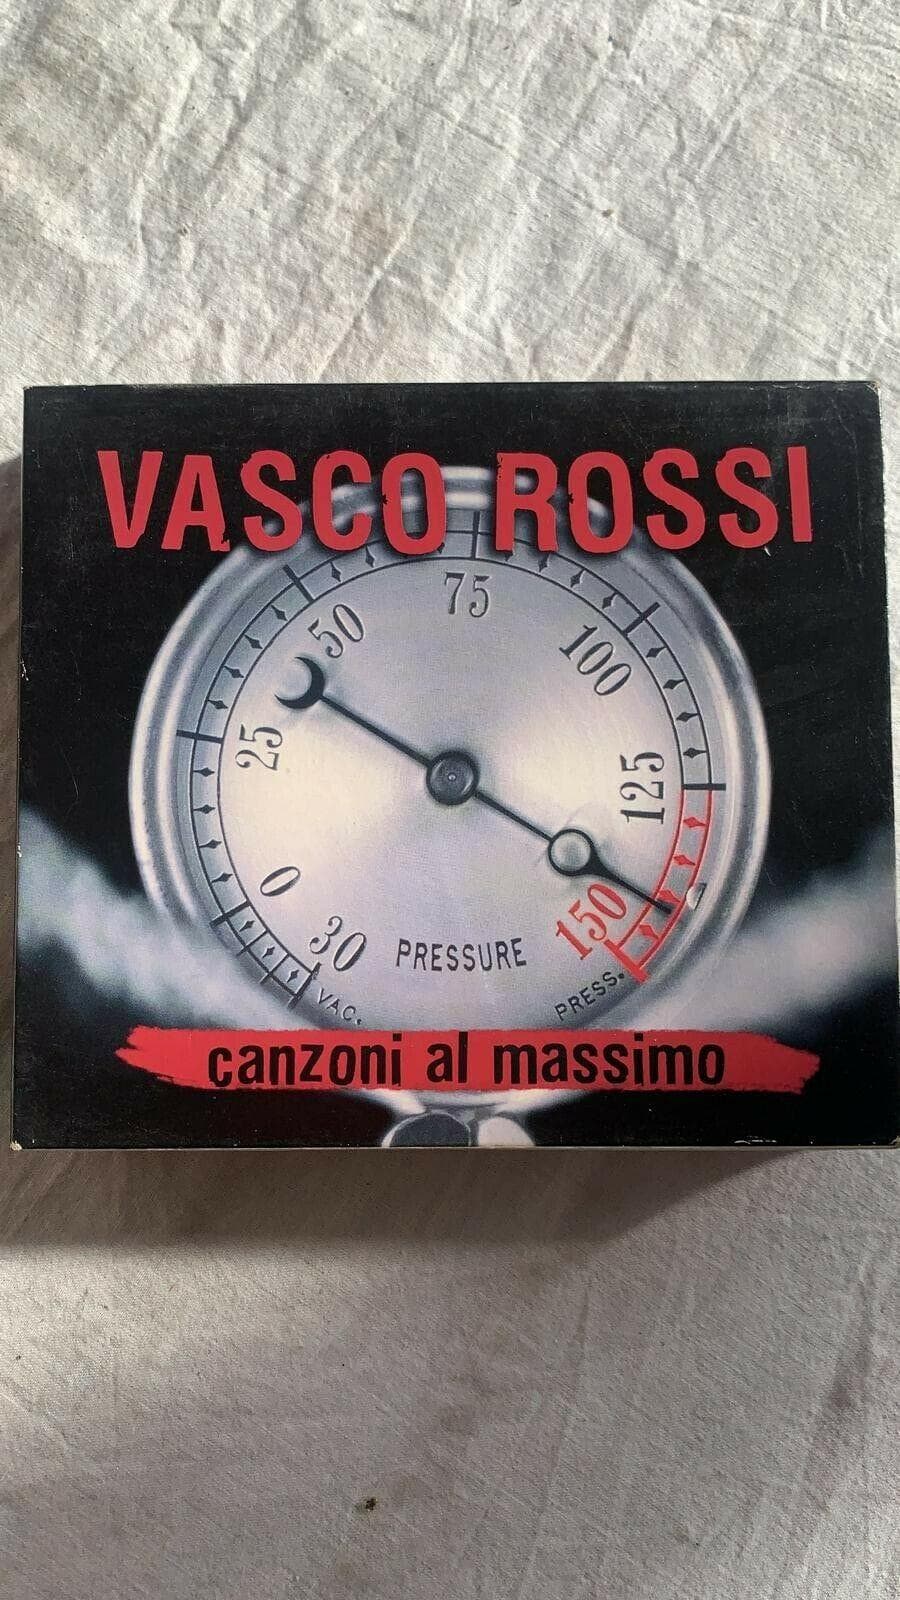 VASCO ROSSI
75
50
100
25
125
0
150
30
PRESSURE
VAC.
PRESS.
canzoni al massimo